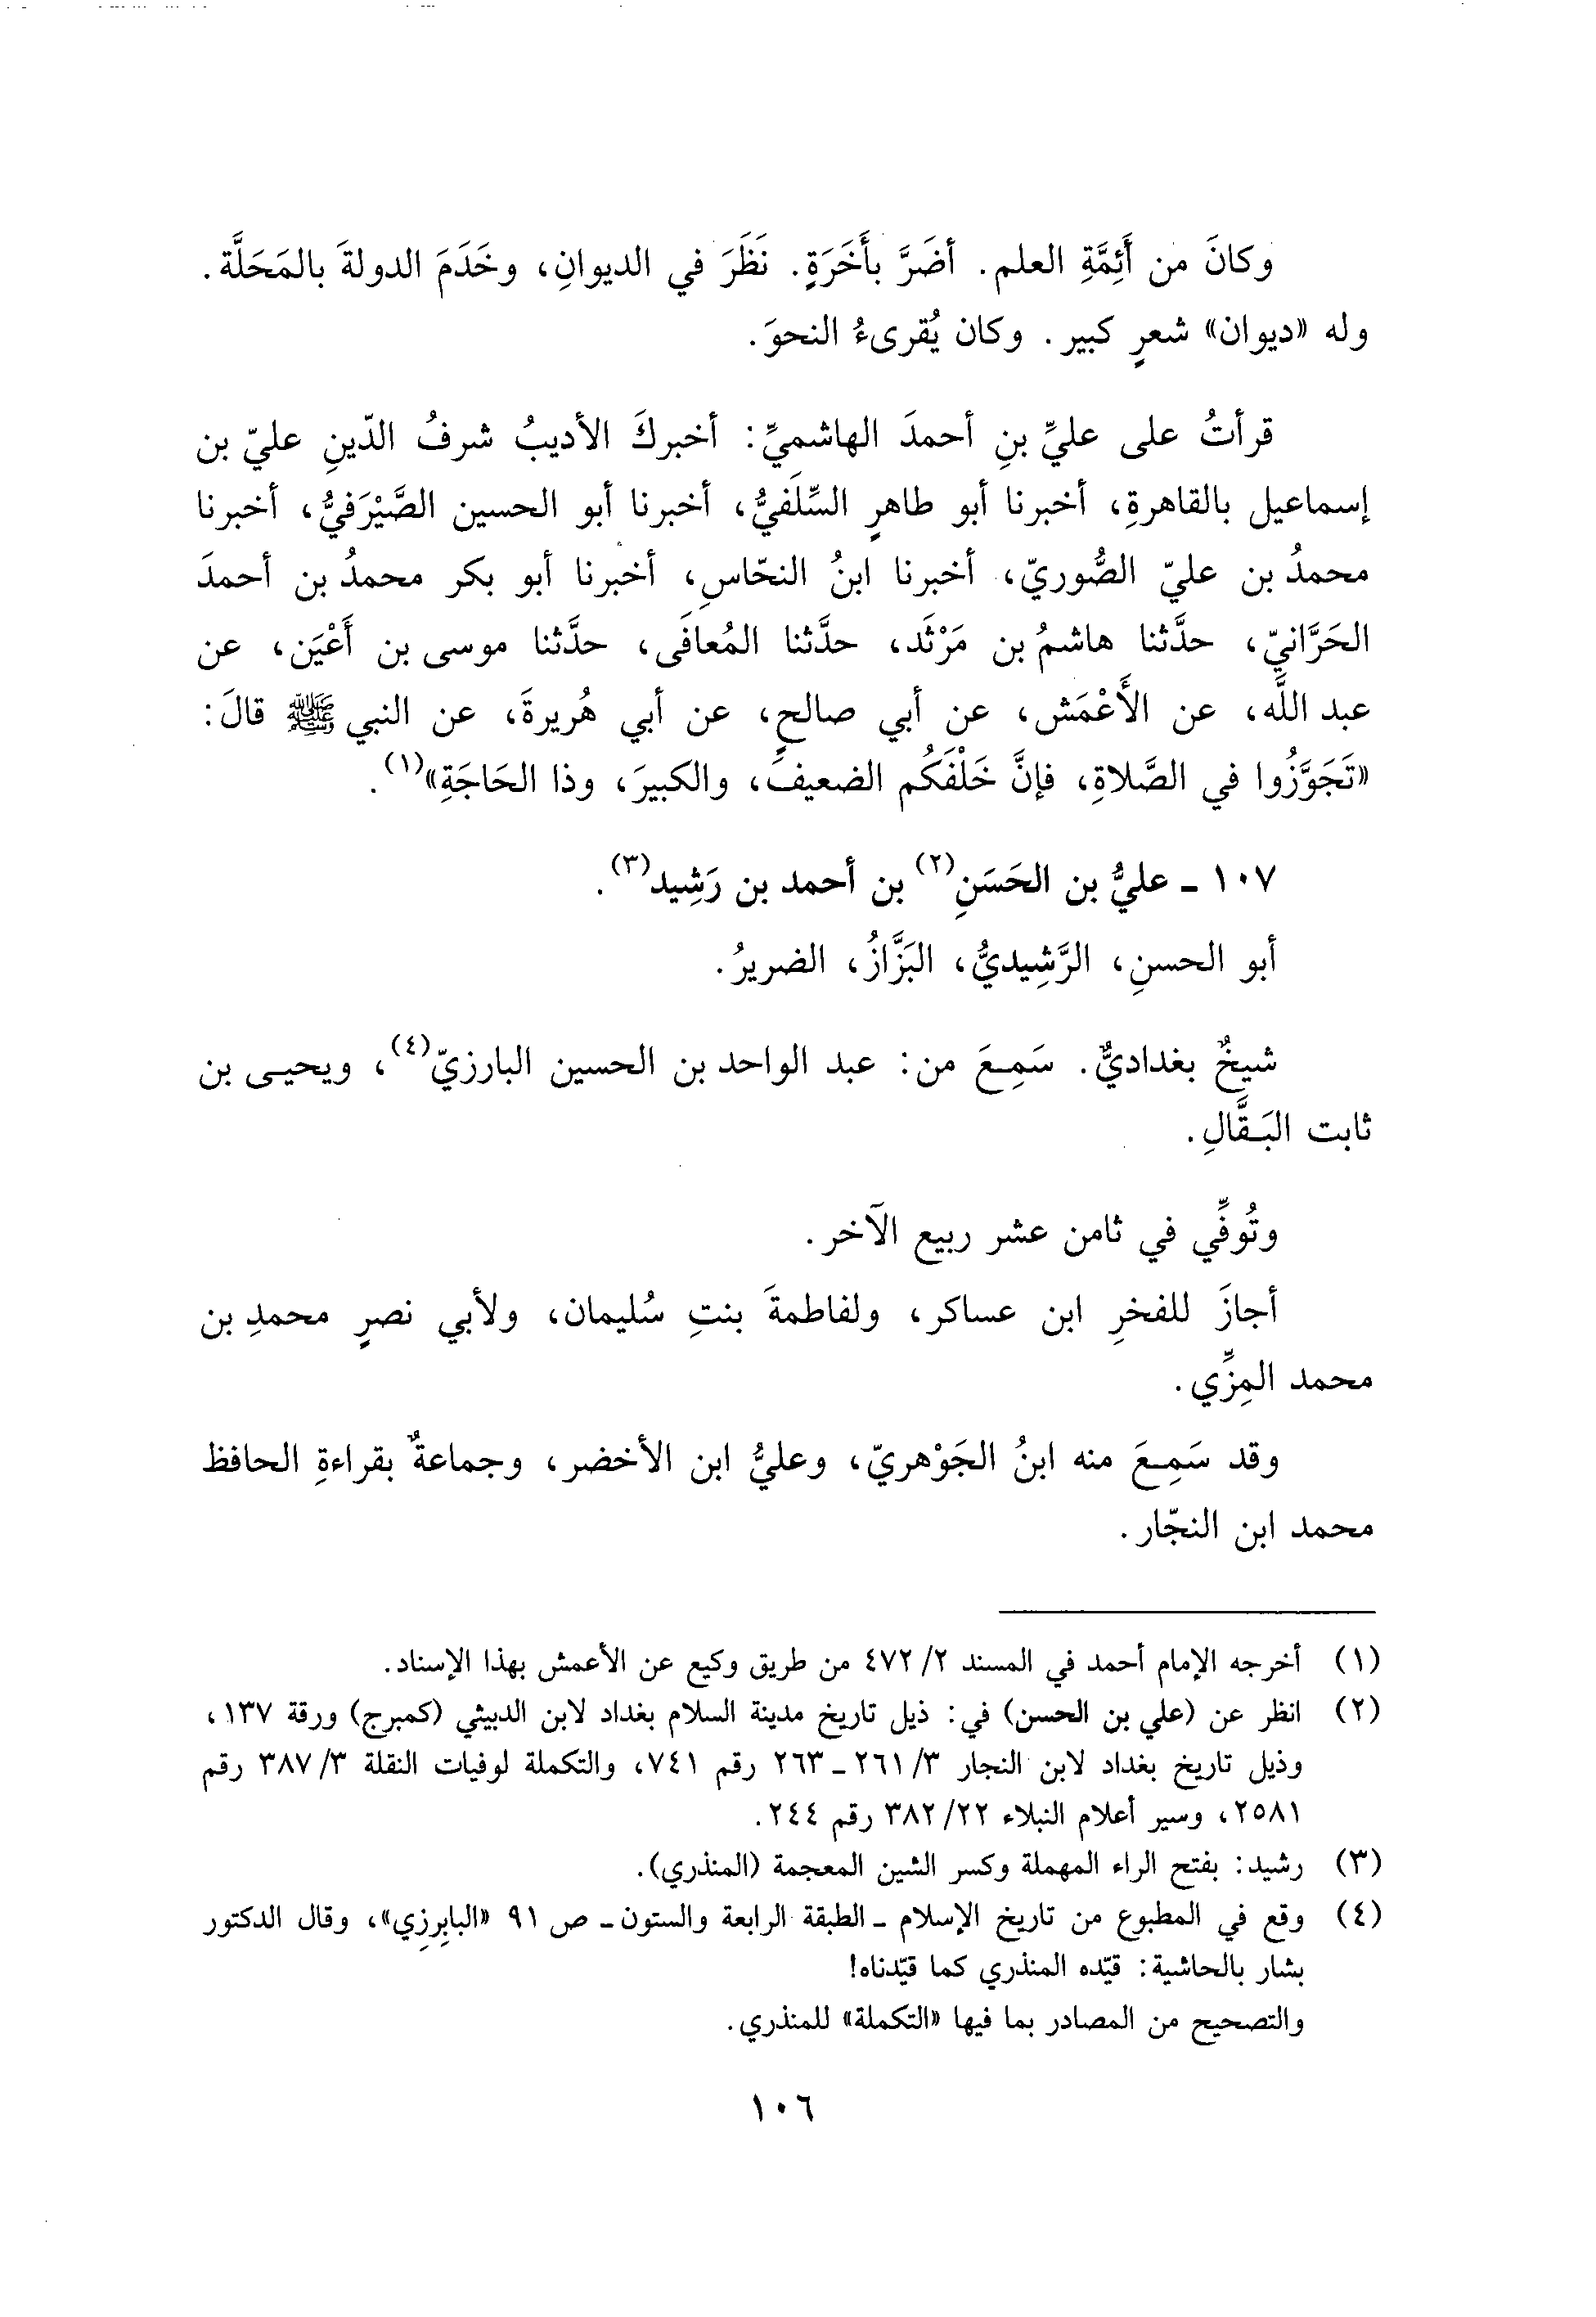 وكانَ من أَئِمَّةِ العلم. أضَرَّ بأَخَرَةٍ. نَظَرَ في الديوانِ، وخَدَمَ الدولةَ بالمَحَلَّة.
وله «ديوان» شعرٍ كبير. وكان يُقرىءُ النحوَ.
قرأتُ على عليِّ بنِ أحمدَ الهاشميِّ: أخبركَ الأديبُ شرفُ الدّينِ عليّ بن
إسماعيل بالقاهرةِ، أخبرنا أبو طاهرٍ السِّلَفيُّ، أخبرنا أبو الحسين الصَّيْرَفيُّ، أخبرنا
محمدُ بن عليّ الصُّوريّ، أخبرنا ابنُ النحّاسِ، أخبرنا أبو بكر محمدُ بن أحمدَ
الحَرَّانيّ، حدَّثنا هاشمُ بن مَرْثَد، حدَّثنا المُعافَى، حدَّثنا موسى بن أَعْيَن، عن
عبد اللَّه، عن الأَعْمَش، عن أبي صالحٍ، عن أبي هُريرةَ، عن النبي ﷺ قالَ:
«تَجَوَّزُوا في الصَّلاةِ، فإنَّ خَلْفَكُم الضعيفَ، والكبيرَ، وذا الحَاجَةِ»(١).
١٠٧ ـ عليُّ بن الحَسَنِ(٢) بن أحمد بن رَشِيد(٣).
أبو الحسنِ، الرَّشِيديُّ، البَزَّازُ، الضريرُ.
شيخٌ بغداديٌّ. سَمِعَ من: عبد الواحد بن الحسين البارزيّ(٤)، ويحيى بن
ثابت البَقَّالِ.
وتُوفِّي في ثامن عشر ربيع الآخر.
أجازَ للفخرِ ابن عساكر، ولفاطمةَ بنتِ سُليمان، ولأبي نصرٍ محمدِ بن
محمد المِزِّي.
وقد سَمِعَ منه ابنُ الجَوْهريّ، وعليُّ ابن الأخضر، وجماعةٌ بقراءةِ الحافظ
محمد ابن النجّار.
(١) أخرجه الإمام أحمد في المسند ٢/ ٤٧٢ من طريق وكيع عن الأعمش بهذا الإسناد.
(٢) انظر عن (علي بن الحسن) في: ذيل تاريخ مدينة السلام بغداد لابن الدبيثي (كمبرج) ورقة ١٣٧،
وذيل تاريخ بغداد لابن النجار ٣/ ٢٦١ ـ ٢٦٣ رقم ٧٤١، والتكملة لوفيات النقلة ٣/ ٣٨٧ رقم
٢٥٨١، وسير أعلام النبلاء ٢٢/ ٣٨٢ رقم ٢٤٤.
(٣) رشيد: بفتح الراء المهملة وكسر الشين المعجمة (المنذري).
(٤) وقع في المطبوع من تاريخ الإسلام ـ الطبقة الرابعة والستون ـ ص ٩١ «البابِرزِي»، وقال الدكتور
بشار بالحاشية: قيّده المنذري كما قيّدناه!
والتصحيح من المصادر بما فيها «التكملة» للمنذري.
١٠٦